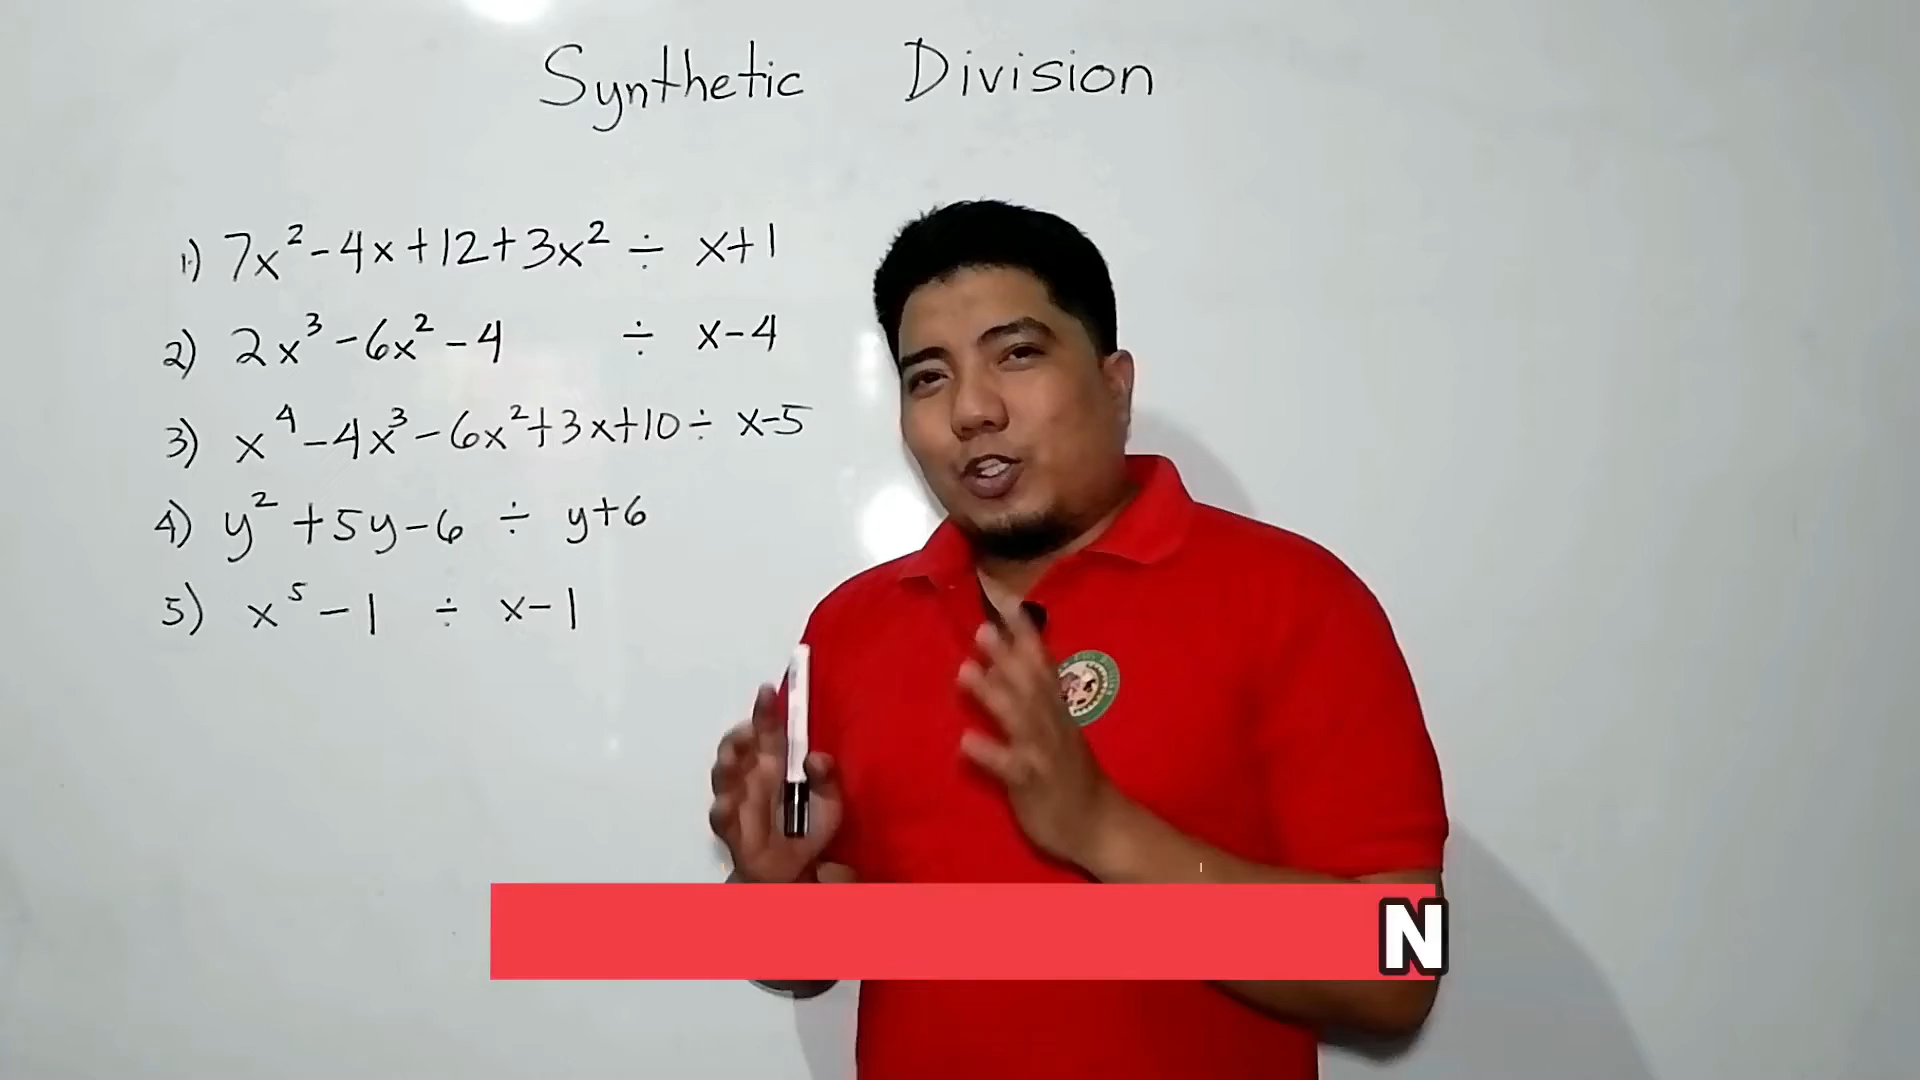 Synthetic Division
1) 7x² - 4x + 12 + 3x² ÷ x+1
2) 2x³ - 6x² - 4 ÷ x-4
3) x⁴ - 4x³ - 6x² + 3x + 10 ÷ x-5
4) y² + 5y - 6 ÷ y+6
5) x⁵ - 1 ÷ x-1
N